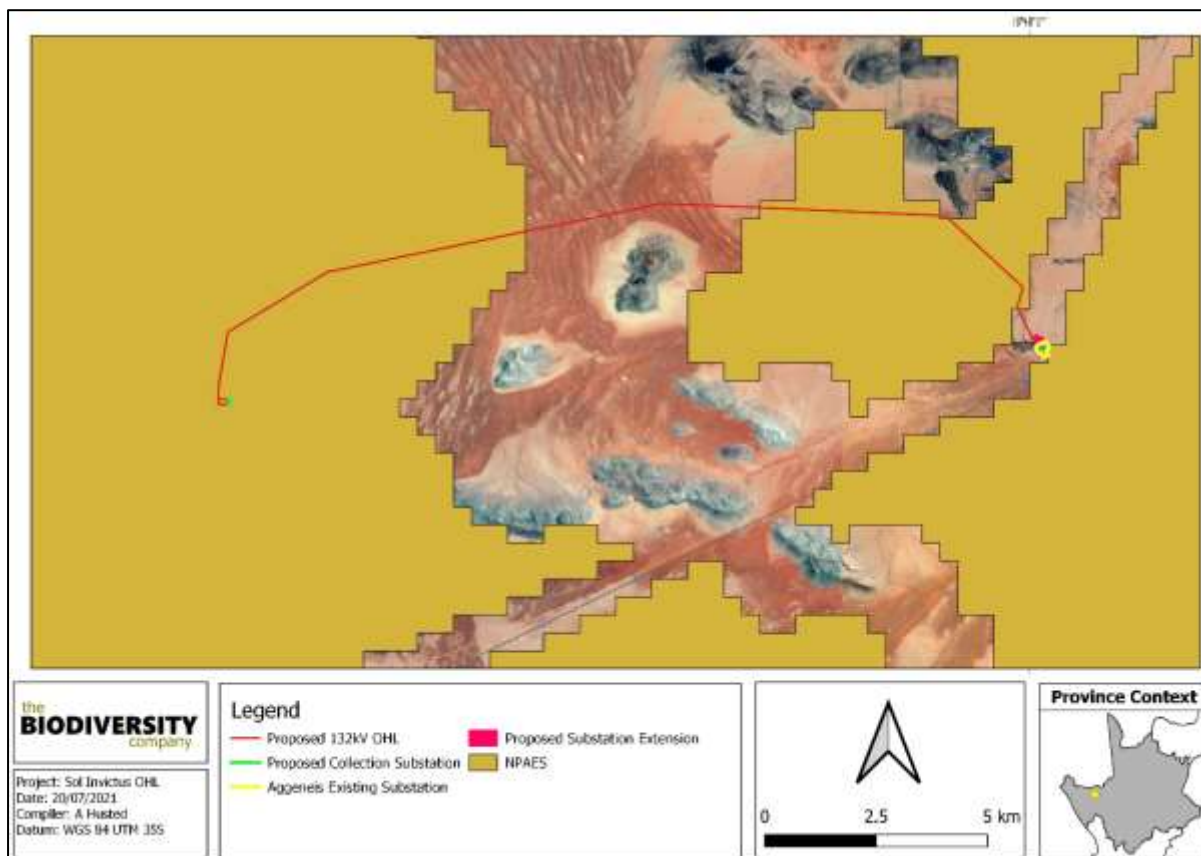 the
BIODIVERSITY
company
Project: Sol Invictus OHL
Date: 20/07/2021
Compiler: A Husted
Datum: WGS 84 UTM 35S
Legend
Proposed 132kV OHL
Proposed Collection Substation
Aggeneis Existing Substation
Proposed Substation Extension
NPAES
0 2.5 5 km
Province Context